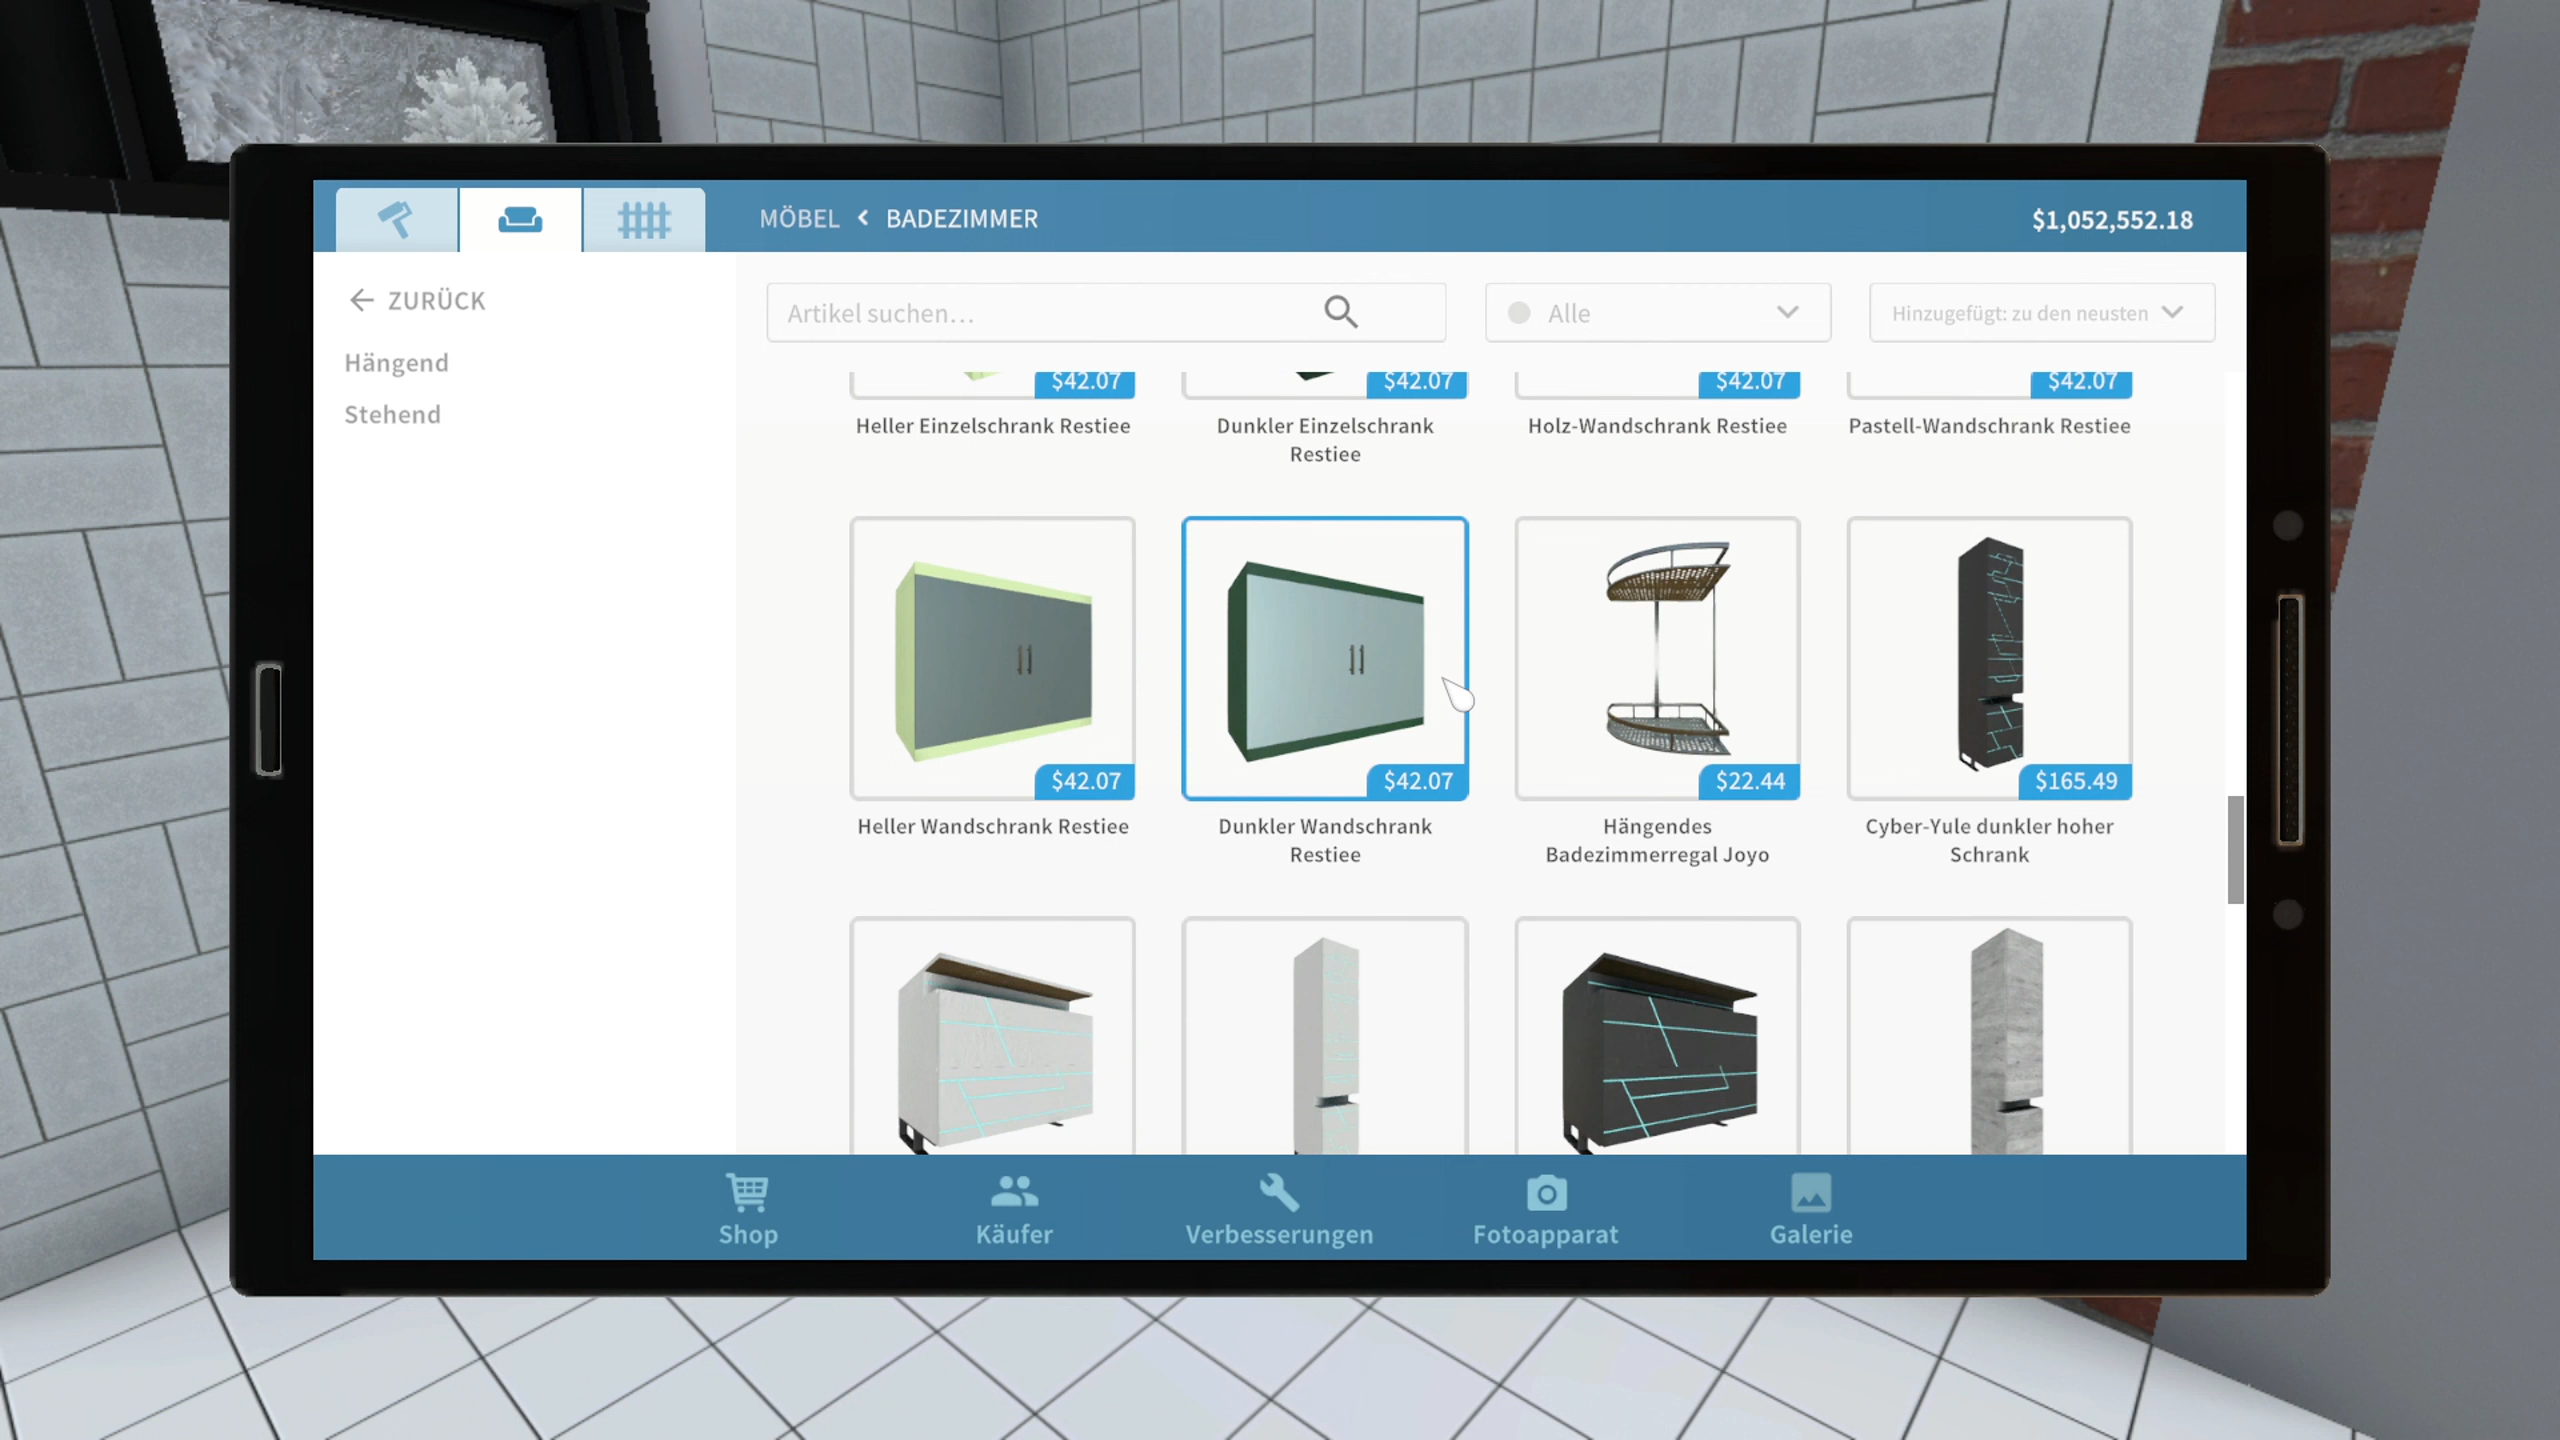 MÖBEL < BADEZIMMER
$1,052,552.18
ZURÜCK
Hängend
Stehend
Artikel suchen...
Alle
Hinzugefügt: zu den neusten
$42.07
$42.07
$42.07
$42.07
Heller Einzelschrank Restiee
Dunkler Einzelschrank
Restiee
Holz-Wandschrank Restiee
Pastell-Wandschrank Restiee
$42.07
$42.07
$22.44
$165.49
Heller Wandschrank Restiee
Dunkler Wandschrank
Restiee
Hängendes
Badezimmerregal Joyo
Cyber-Yule dunkler hoher
Schrank
Shop
Käufer
Verbesserungen
Fotoapparat
Galerie